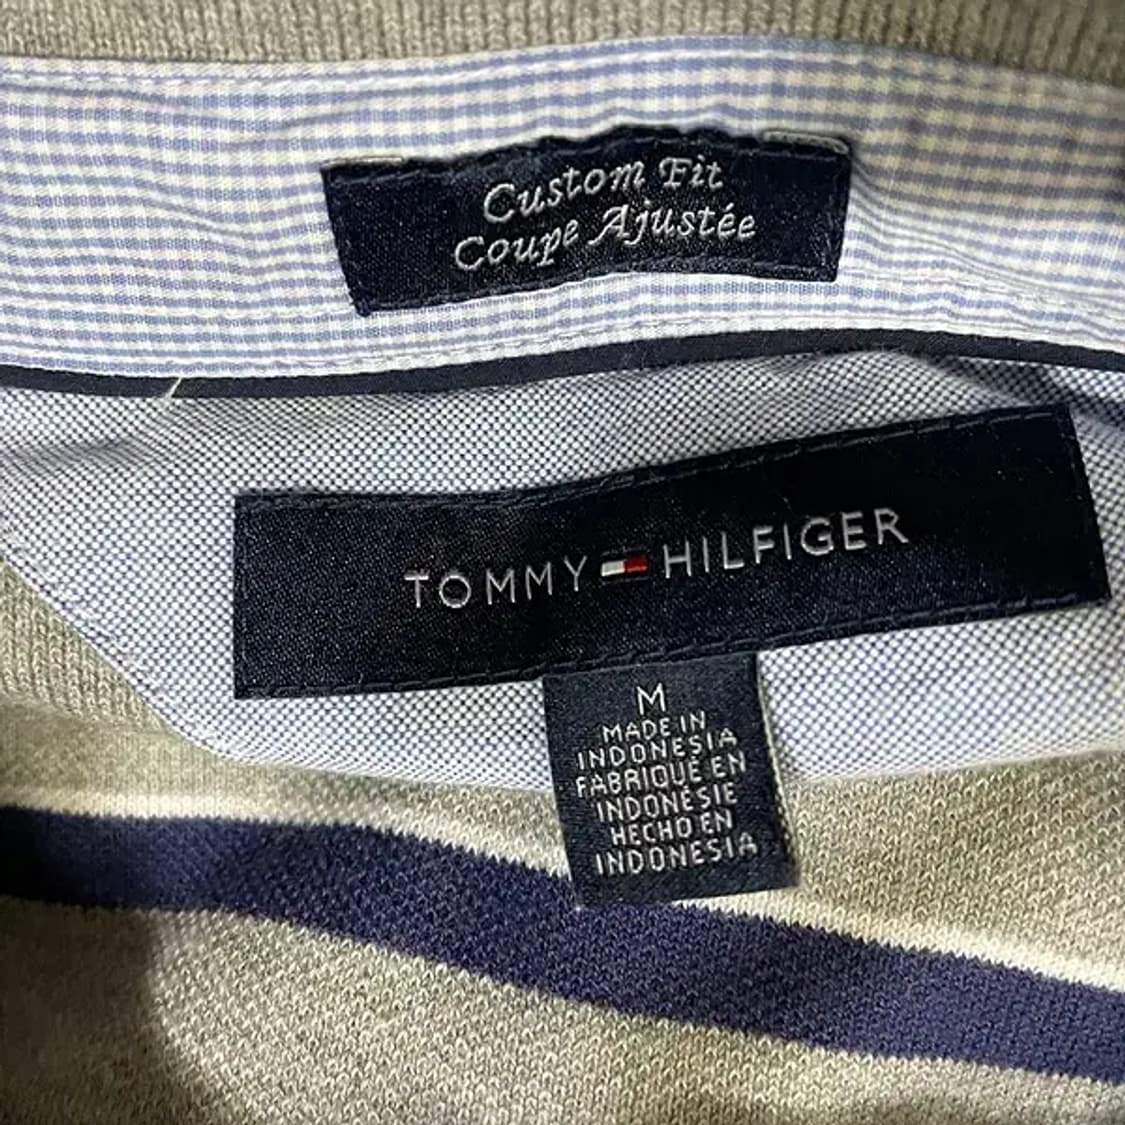 Custom Fit
Coupe Ajustée
TOMMY HILFIGER
M
MADE IN
INDONESIA
FABRIQUÉ EN
INDONÉSIE
HECHO EN
INDONESIA